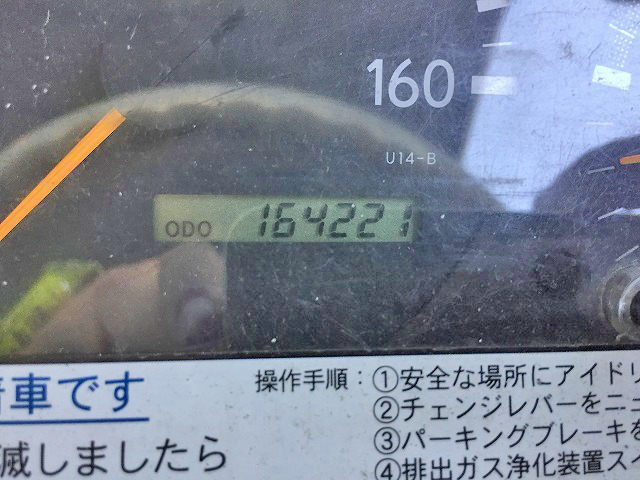 160
U14-B
ODO 164221
車です
滅しましたら
操作手順：①安全な場所にアイドリ
②チェンジレバーをニュ
③パーキングブレーキを
④排出ガス浄化装置スイ